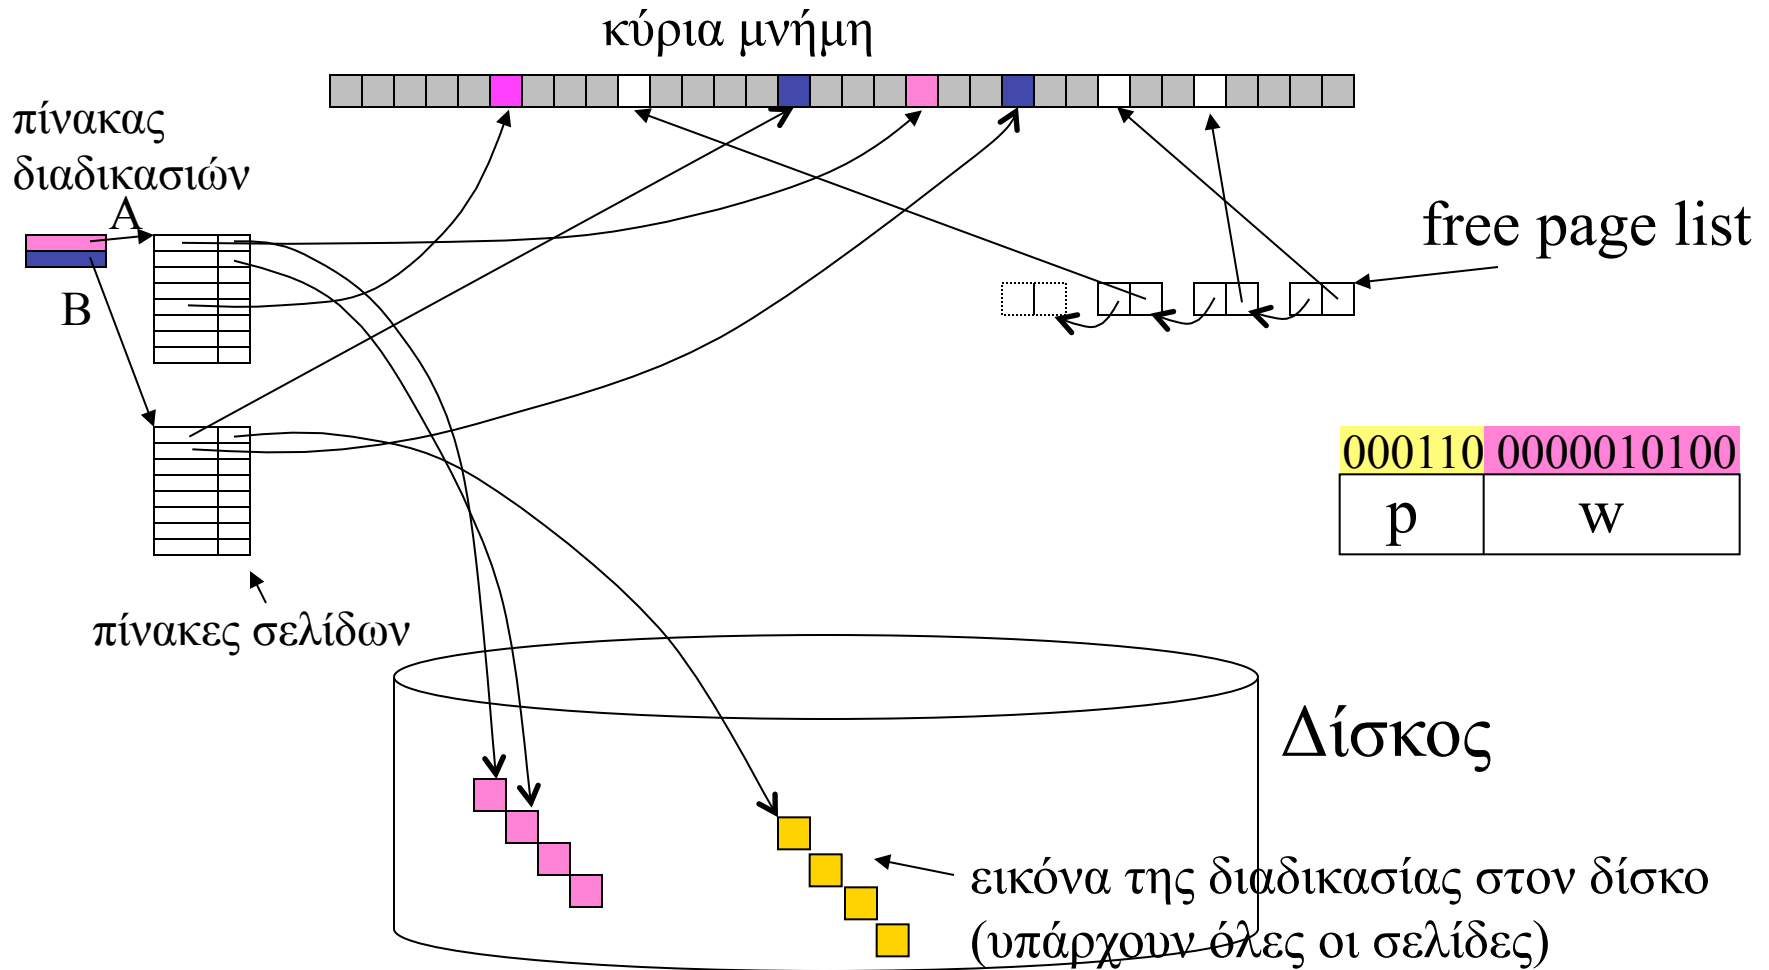 κύρια μνήμη
πίνακας
διαδικασιών
A
B
free page list
000110 0000010100
p w
πίνακες σελίδων
Δίσκος
εικόνα της διαδικασίας στον δίσκο
(υπάρχουν όλες οι σελίδες)